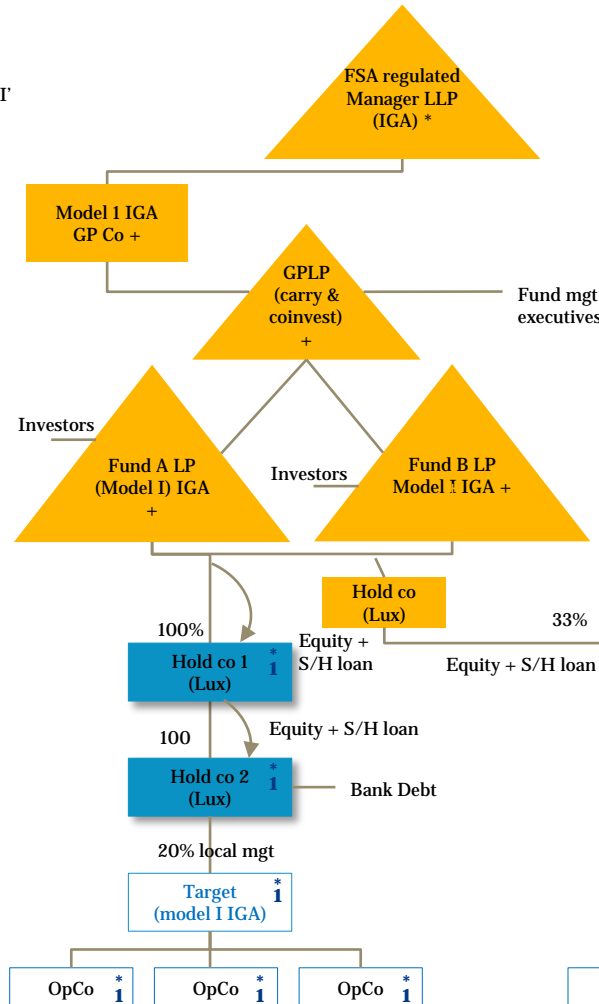 I'
FSA regulated
Manager LLP
(IGA) *
Model 1 IGA
GP Co +
GPLP
(carry &
coinvest)
+
Fund mgt
executives
Investors
Fund A LP
(Model I) IGA
+
Investors
Fund B LP
Model I IGA +
Hold co
(Lux)
33%
Equity + S/H loan
100%
Equity +
S/H loan
Hold co 1
(Lux)
*
1
100
Equity + S/H loan
Hold co 2
(Lux)
*
1
Bank Debt
20% local mgt
Target
(model I IGA)
*
1
OpCo
*
1
OpCo
*
1
OpCo
*
1